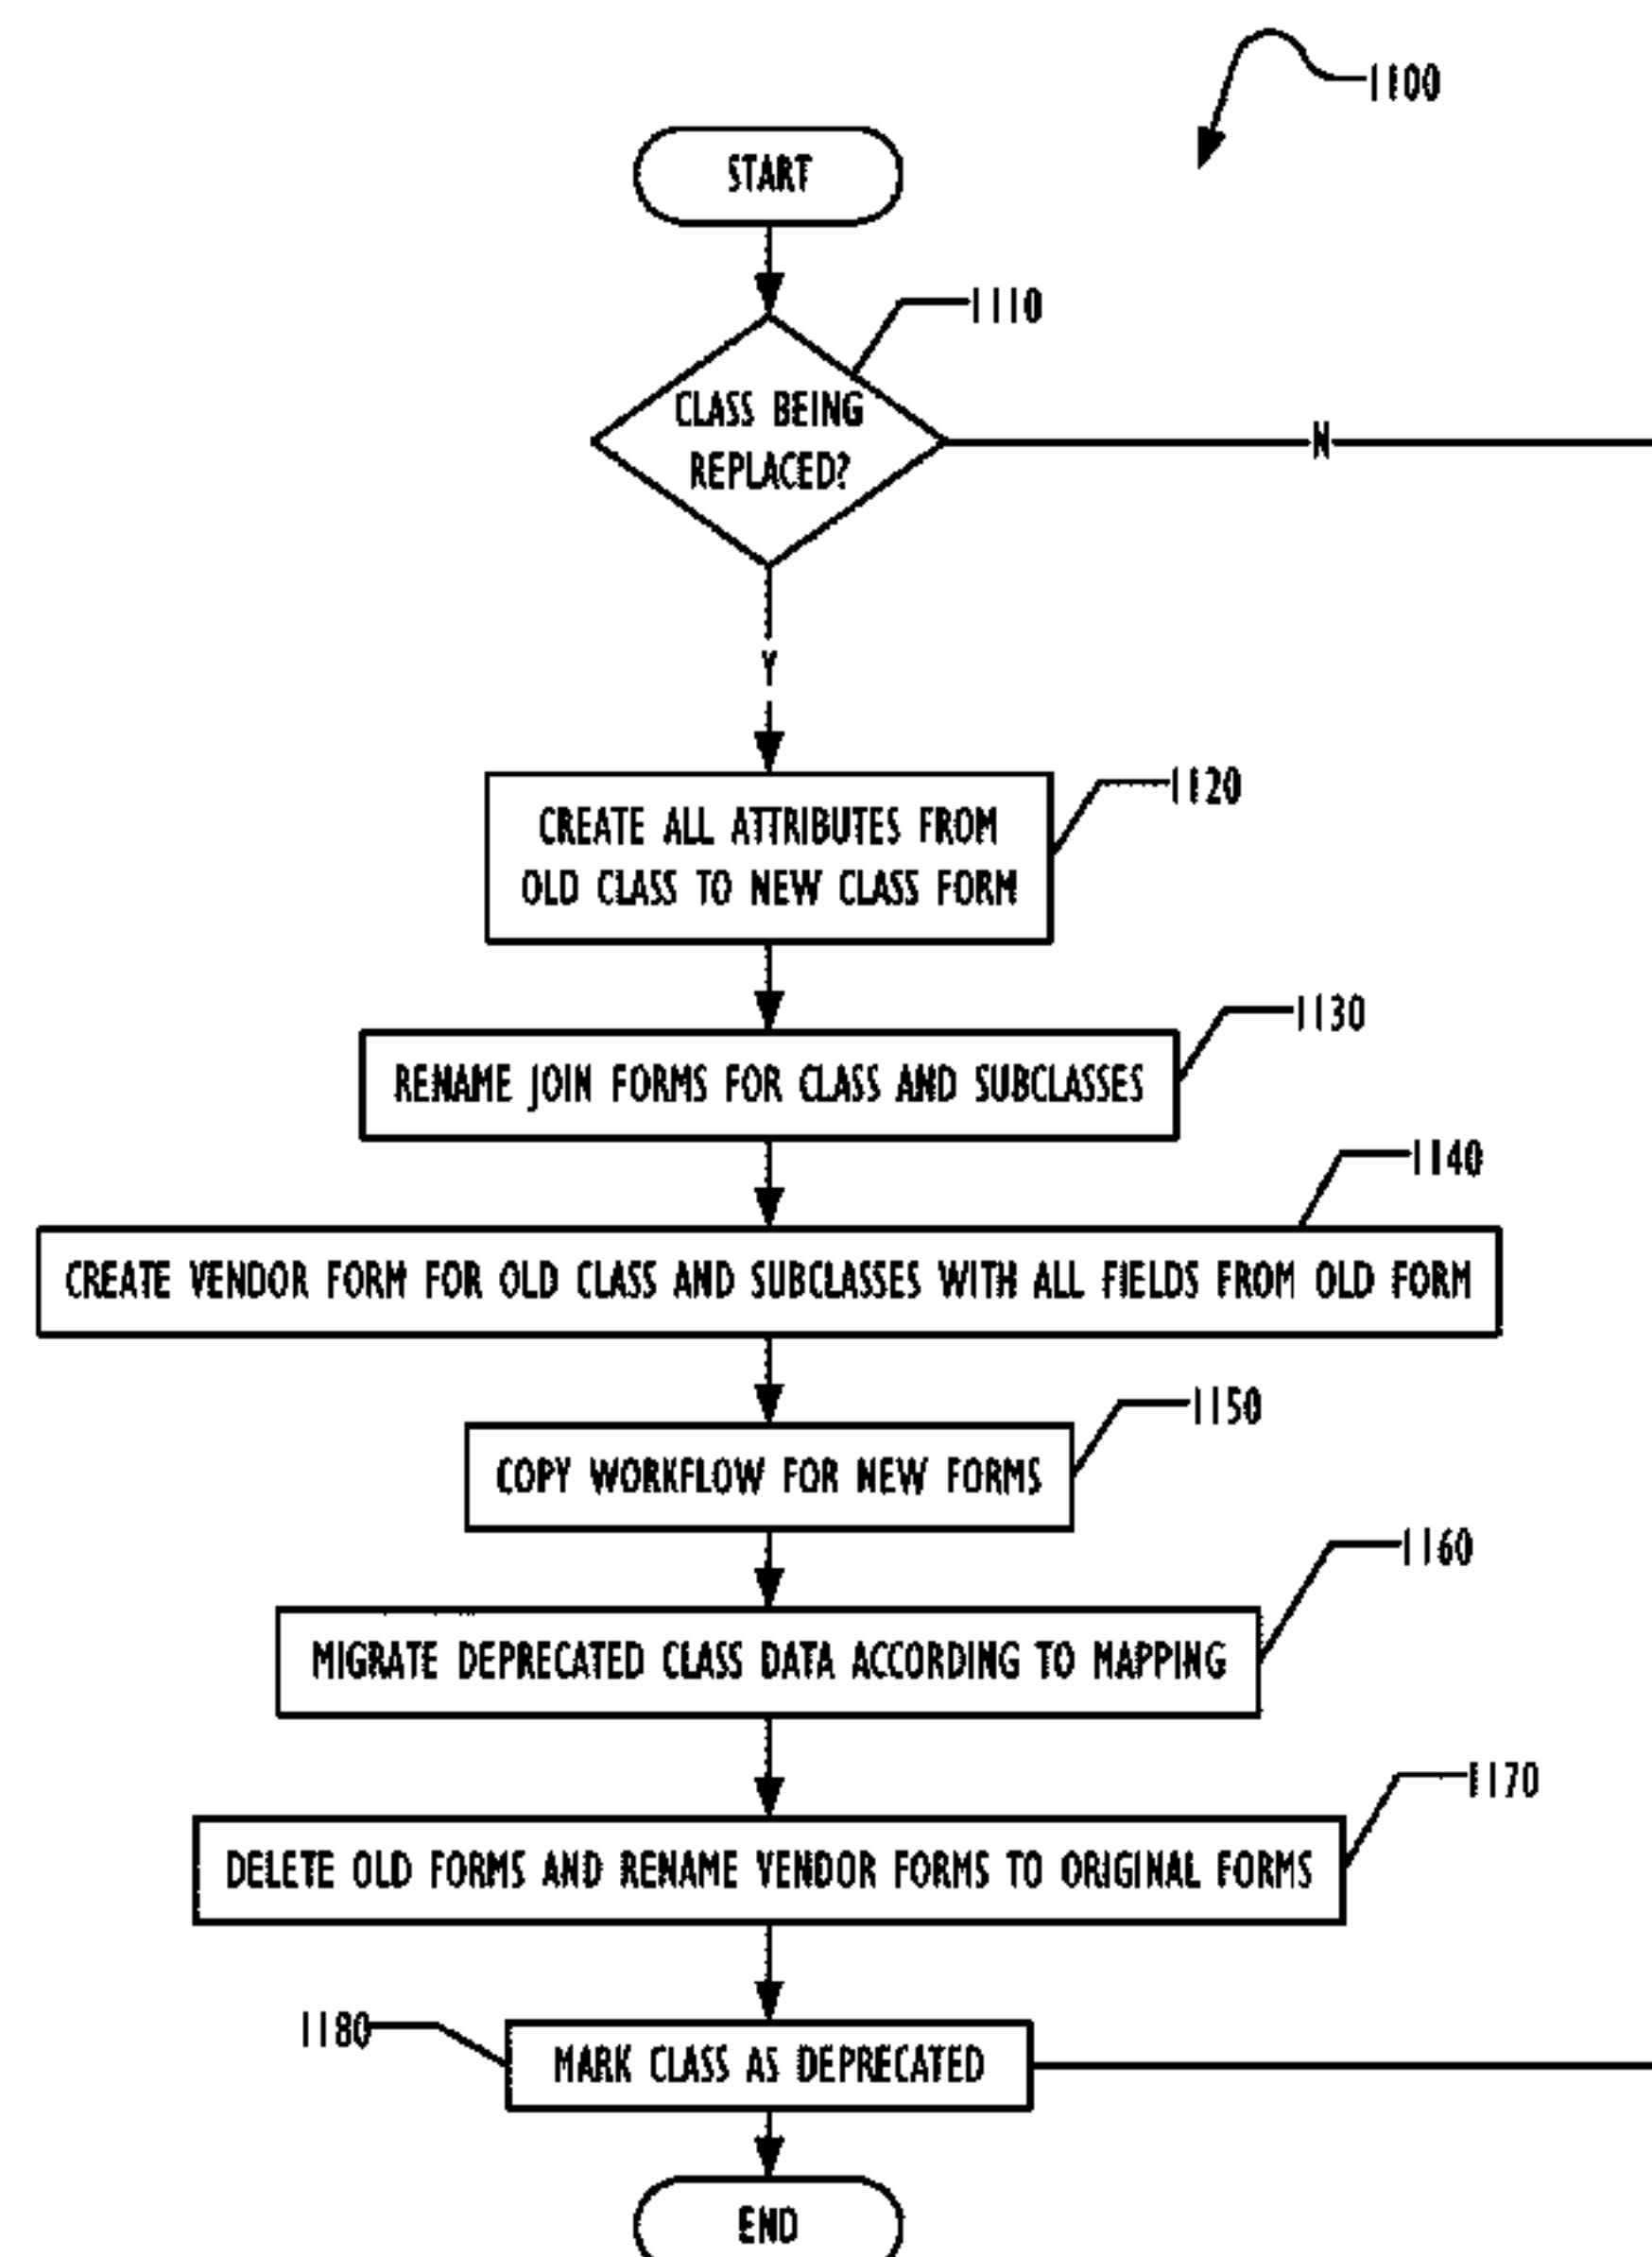 1100
START
1110
CLASS BEING
REPLACED?
N
Y
1120
CREATE ALL ATTRIBUTES FROM
OLD CLASS TO NEW CLASS FORM
1130
RENAME JOIN FORMS FOR CLASS AND SUBCLASSES
1140
CREATE VENDOR FORM FOR OLD CLASS AND SUBCLASSES WITH ALL FIELDS FROM OLD FORM
1150
COPY WORKFLOW FOR NEW FORMS
1160
MIGRATE DEPRECATED CLASS DATA ACCORDING TO MAPPING
1170
DELETE OLD FORMS AND RENAME VENDOR FORMS TO ORIGINAL FORMS
1180
MARK CLASS AS DEPRECATED
END